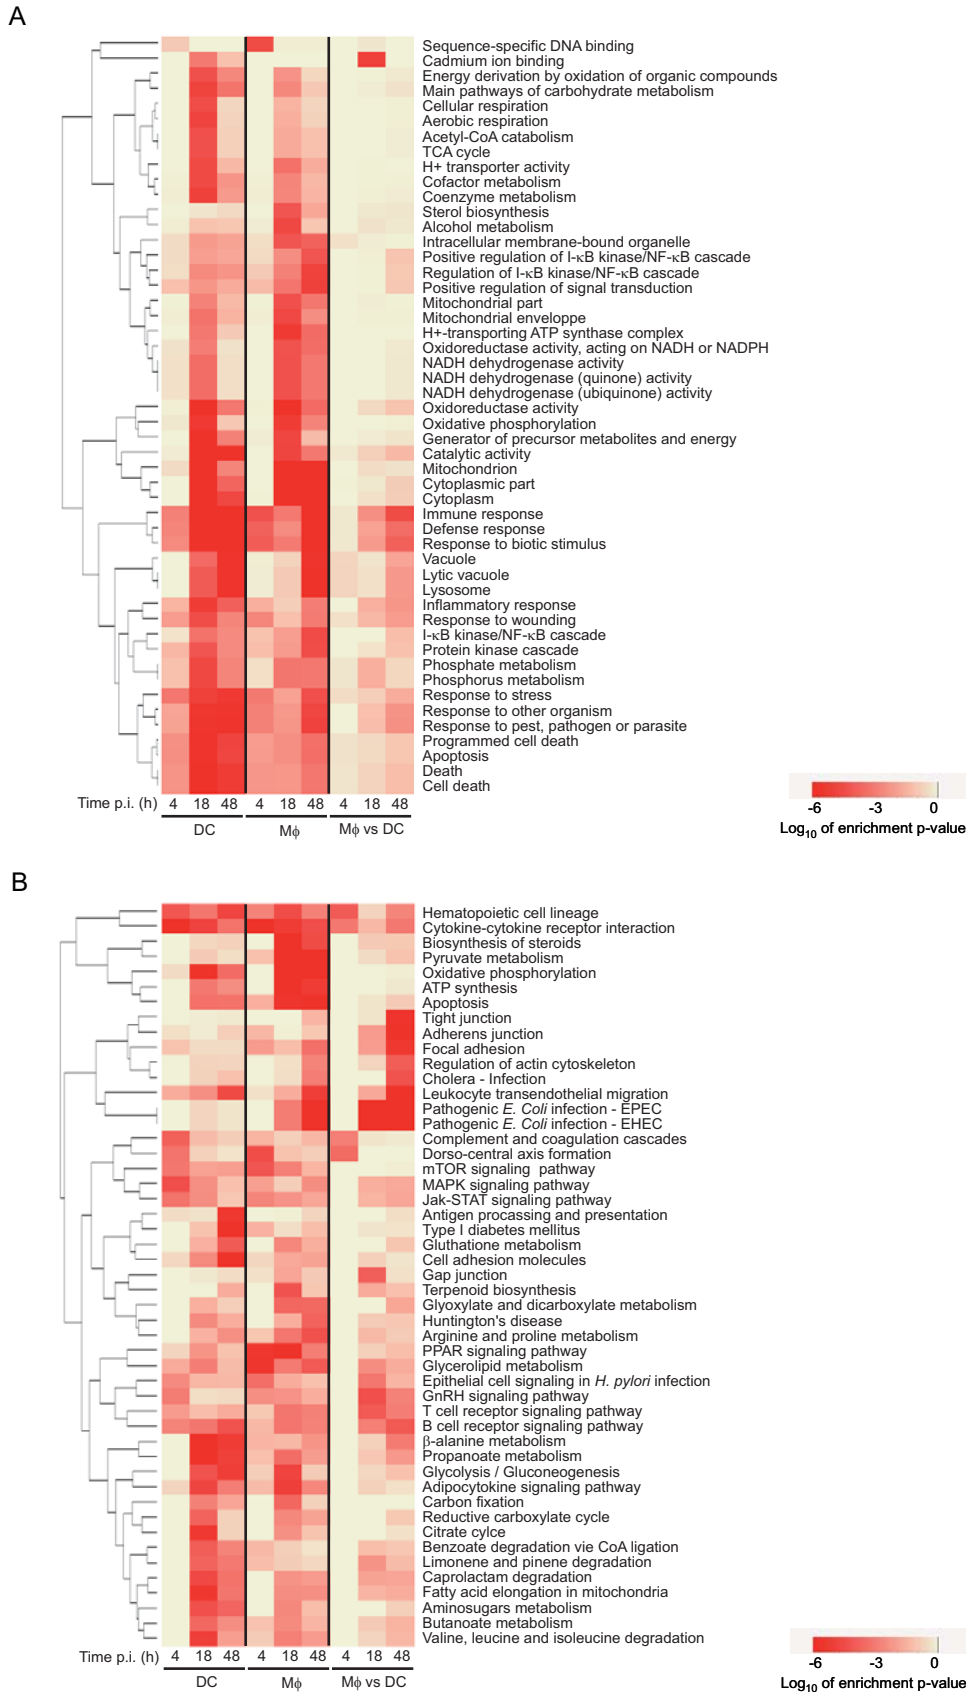 A
Sequence-specific DNA binding
Cadmium ion binding
Energy derivation by oxidation of organic compounds
Main pathways of carbohydrate metabolism
Cellular respiration
Aerobic respiration
Acetyl-CoA catabolism
TCA cycle
H+ transporter activity
Cofactor metabolism
Coenzyme metabolism
Sterol biosynthesis
Alcohol metabolism
Intracellular membrane-bound organelle
Positive regulation of I-κB kinase/NF-κB cascade
Regulation of I-κB kinase/NF-κB cascade
Positive regulation of signal transduction
Mitochondrial part
Mitochondrial enveloppe
H+-transporting ATP synthase complex
Oxidoreductase activity, acting on NADH or NADPH
NADH dehydrogenase activity
NADH dehydrogenase (quinone) activity
NADH dehydrogenase (ubiquinone) activity
Oxidoreductase activity
Oxidative phosphorylation
Generator of precursor metabolites and energy
Catalytic activity
Mitochondrion
Cytoplasmic part
Cytoplasm
Immune response
Defense response
Response to biotic stimulus
Vacuole
Lytic vacuole
Lysosome
Inflammatory response
Response to wounding
I-κB kinase/NF-κB cascade
Protein kinase cascade
Phosphate metabolism
Phosphorus metabolism
Response to stress
Response to other organism
Response to pest, pathogen or parasite
Programmed cell death
Apoptosis
Death
Cell death
Time p.i. (h) 4 18 48 4 18 48 4 18 48
DC Mϕ Mϕ vs DC
-6 -3 0
Log10 of enrichment p-value
B
Hematopoietic cell lineage
Cytokine-cytokine receptor interaction
Biosynthesis of steroids
Pyruvate metabolism
Oxidative phosphorylation
ATP synthesis
Apoptosis
Tight junction
Adherens junction
Focal adhesion
Regulation of actin cytoskeleton
Cholera - Infection
Leukocyte transendothelial migration
Pathogenic E. Coli infection - EPEC
Pathogenic E. Coli infection - EHEC
Complement and coagulation cascades
Dorso-central axis formation
mTOR signaling pathway
MAPK signaling pathway
Jak-STAT signaling pathway
Antigen procassing and presentation
Type I diabetes mellitus
Gluthatione metabolism
Cell adhesion molecules
Gap junction
Terpenoid biosynthesis
Glyoxylate and dicarboxylate metabolism
Huntington's disease
Arginine and proline metabolism
PPAR signaling pathway
Glycerolipid metabolism
Epithelial cell signaling in H. pylori infection
GnRH signaling pathway
T cell receptor signaling pathway
B cell receptor signaling pathway
β-alanine metabolism
Propanoate metabolism
Glycolysis / Gluconeogenesis
Adipocytokine signaling pathway
Carbon fixation
Reductive carboxylate cycle
Citrate cylce
Benzoate degradation vie CoA ligation
Limonene and pinene degradation
Caprolactam degradation
Fatty acid elongation in mitochondria
Aminosugars metabolism
Butanoate metabolism
Valine, leucine and isoleucine degradation
Time p.i. (h) 4 18 48 4 18 48 4 18 48
DC Mϕ Mϕ vs DC
-6 -3 0
Log10 of enrichment p-value